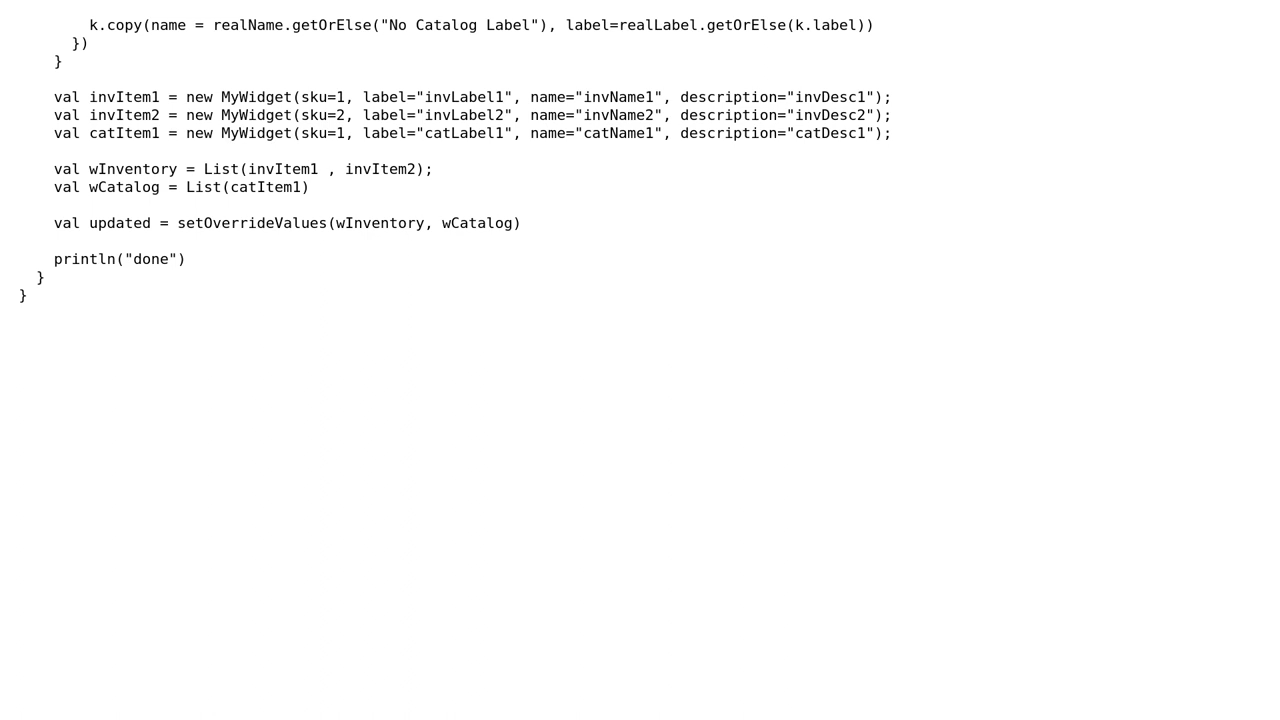 k.copy(name = realName.getOrElse("No Catalog Label"), label=realLabel.getOrElse(k.label))
      })
    }

    val invItem1 = new MyWidget(sku=1, label="invLabel1", name="invName1", description="invDesc1");
    val invItem2 = new MyWidget(sku=2, label="invLabel2", name="invName2", description="invDesc2");
    val catItem1 = new MyWidget(sku=1, label="catLabel1", name="catName1", description="catDesc1");

    val wInventory = List(invItem1 , invItem2);
    val wCatalog = List(catItem1)

    val updated = setOverrideValues(wInventory, wCatalog)

    println("done")
  }
}